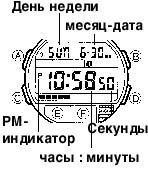 День недели
месяц-дата
A SUN 6-30 B
P 10:58 50
C D
E F
PM-
индикатор
Секунды
часы : минуты